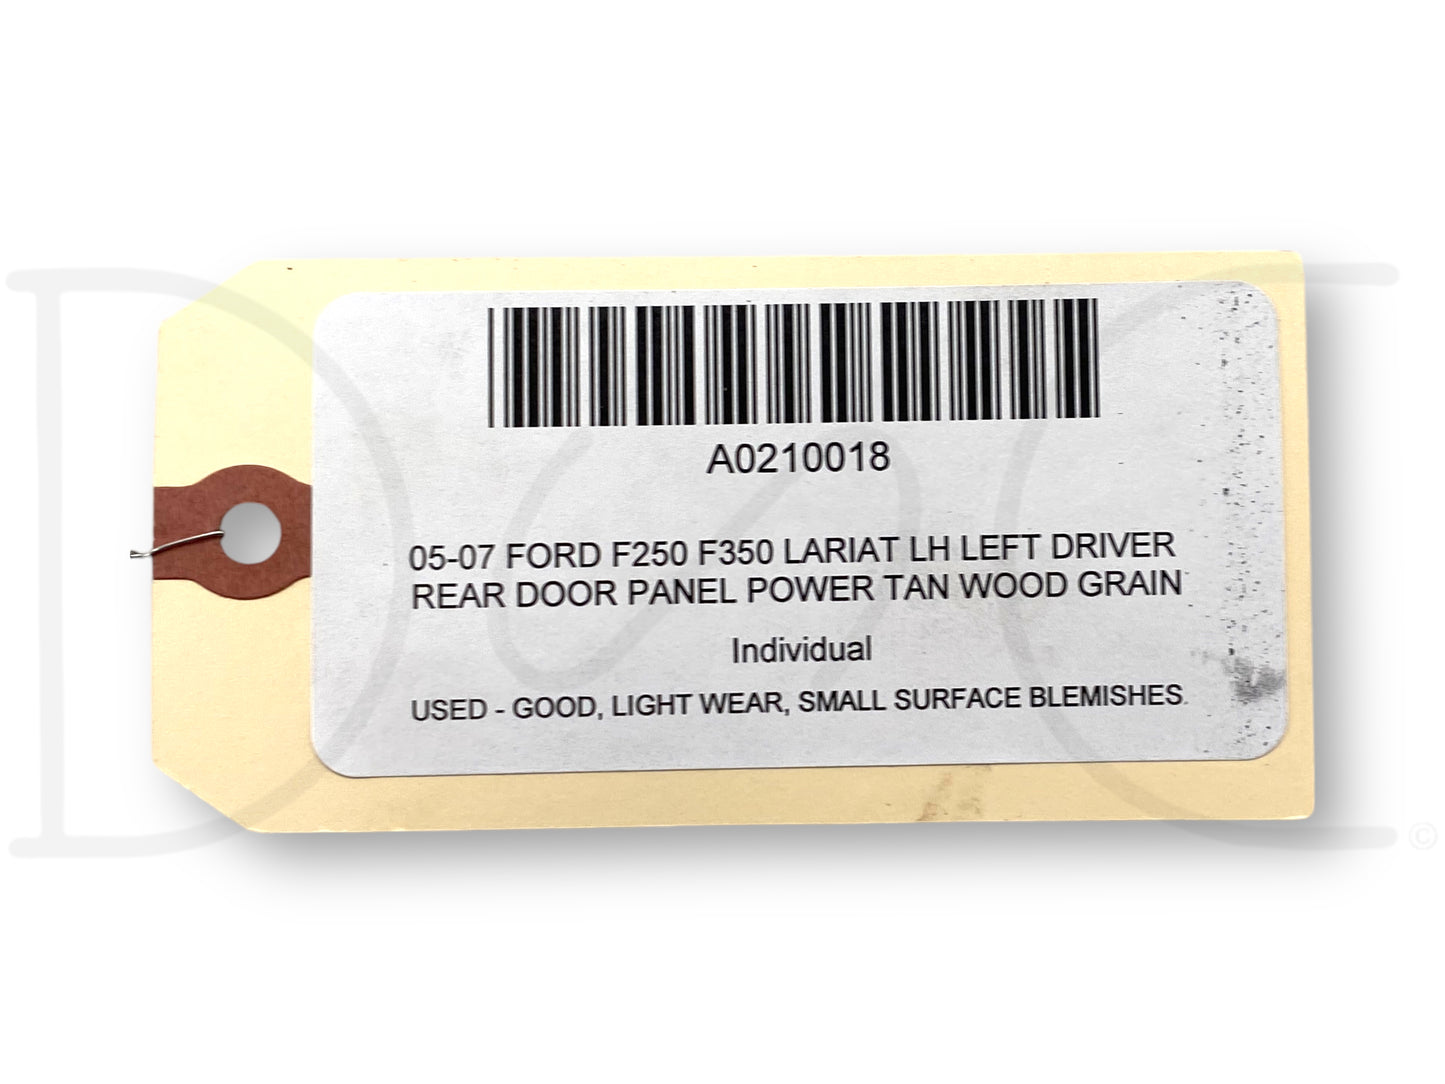 A0210018
05-07 FORD F250 F350 LARIAT LH LEFT DRIVER
REAR DOOR PANEL POWER TAN WOOD GRAIN
Individual
USED - GOOD, LIGHT WEAR, SMALL SURFACE BLEMISHES.
DNC ©